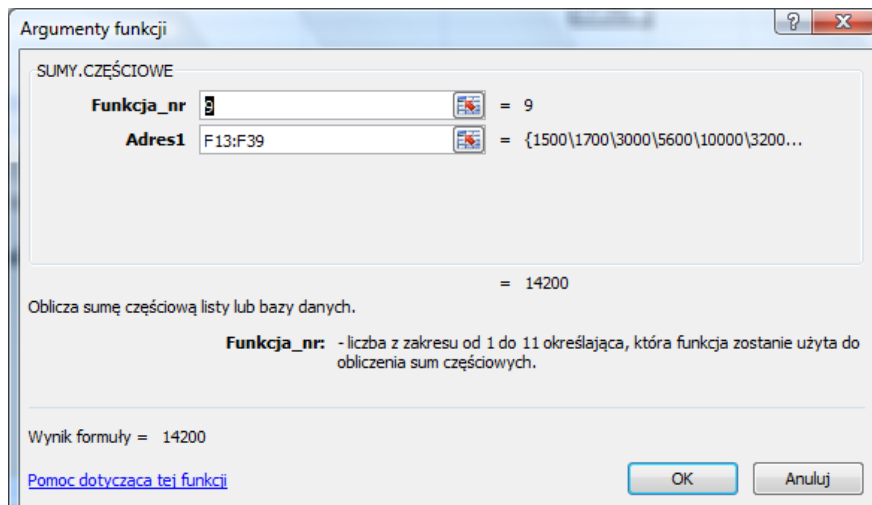 Argumenty funkcji
SUMY.CZĘŚCIOWE
Funkcja_nr 9 = 9
Adres1 F13:F39 = {1500\1700\3000\5600\10000\3200...
= 14200
Oblicza sumę częściową listy lub bazy danych.
Funkcja_nr: - liczba z zakresu od 1 do 11 określająca, która funkcja zostanie użyta do
obliczenia sum częściowych.
Wynik formuły = 14200
Pomoc dotycząca tej funkcji
OK
Anuluj